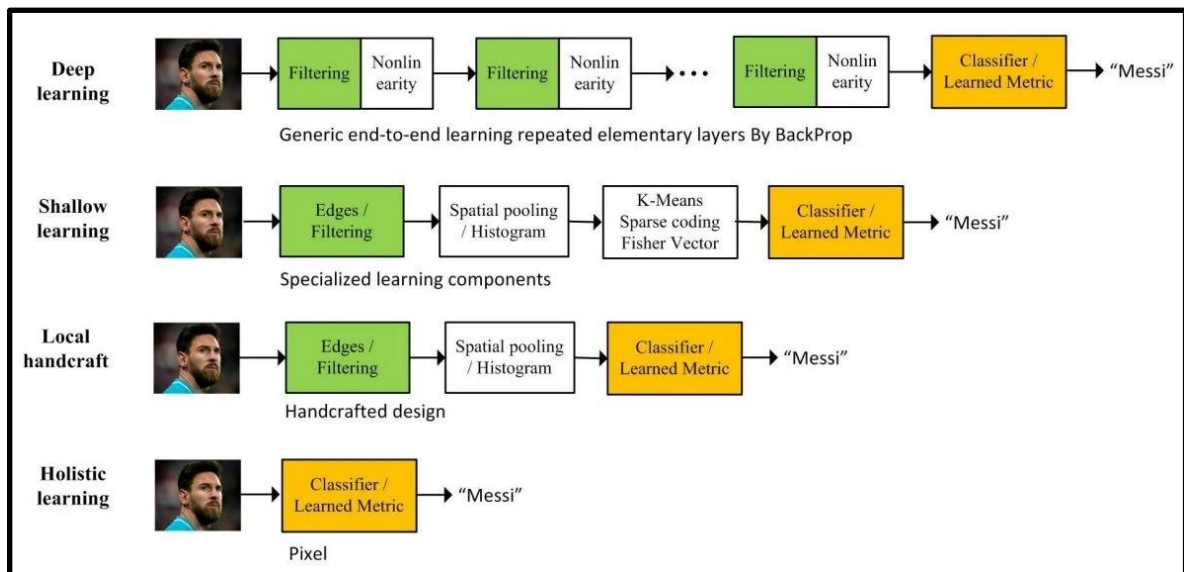 Deep
learning
Filtering
Nonlin
earity
Filtering
Nonlin
earity
Filtering
Nonlin
earity
Classifier /
Learned Metric
“Messi”
Generic end-to-end learning repeated elementary layers By BackProp
Shallow
learning
Edges /
Filtering
Spatial pooling
/ Histogram
K-Means
Sparse coding
Fisher Vector
Classifier /
Learned Metric
“Messi”
Specialized learning components
Local
handcraft
Edges /
Filtering
Spatial pooling
/ Histogram
Classifier /
Learned Metric
“Messi”
Handcrafted design
Holistic
learning
Classifier /
Learned Metric
“Messi”
Pixel